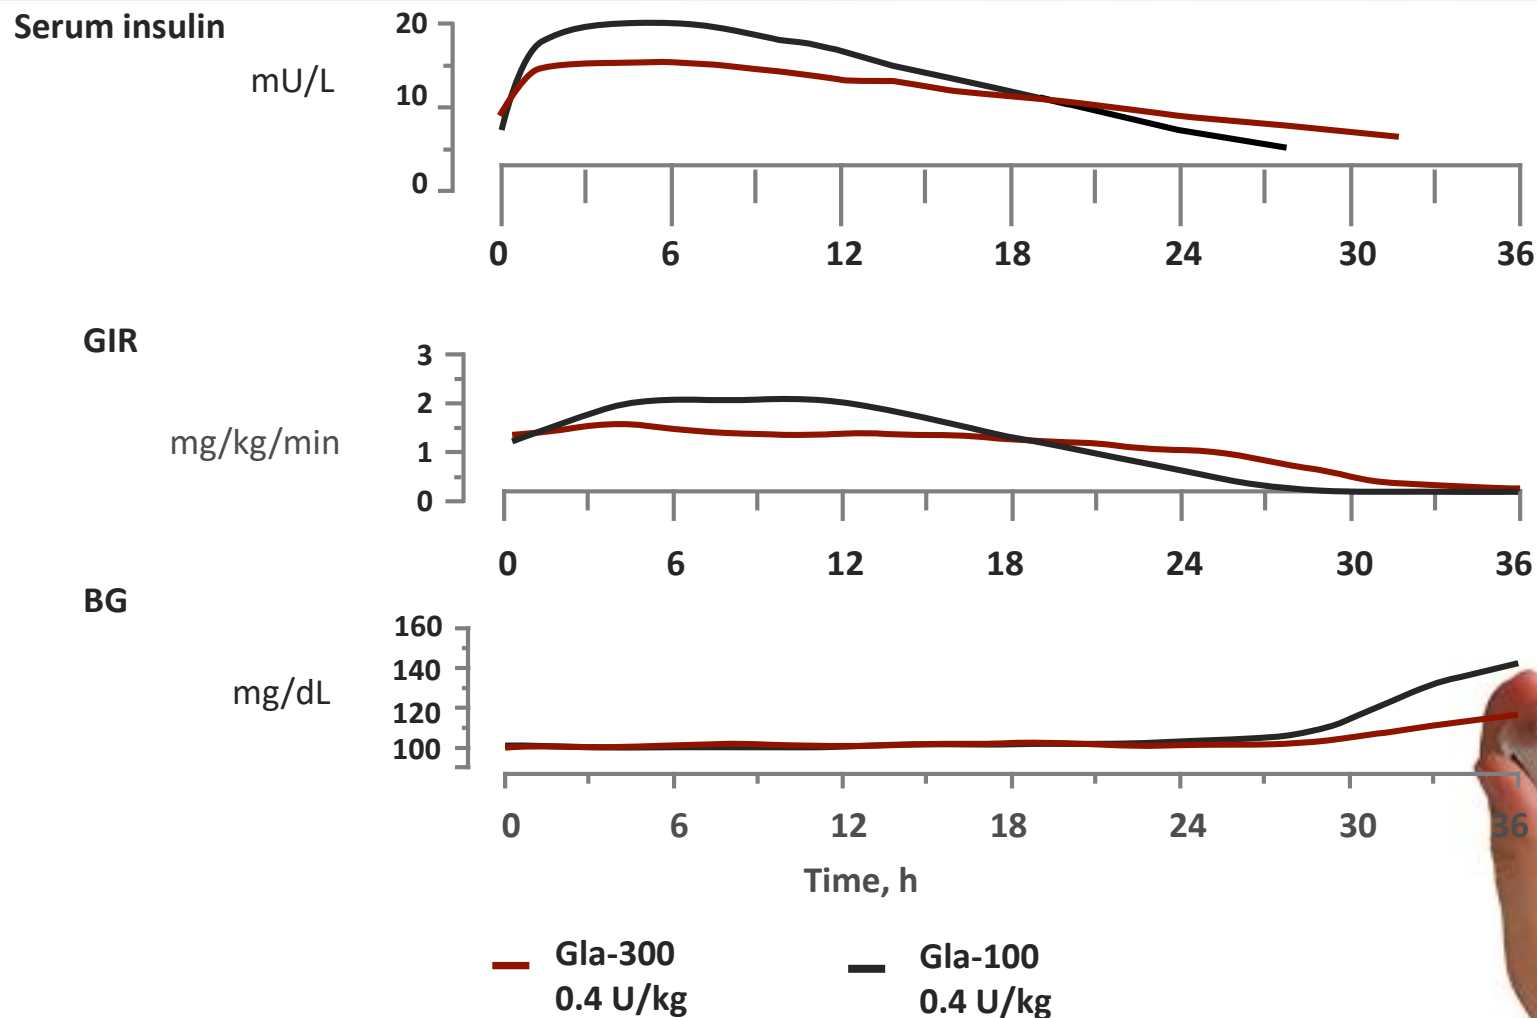 Serum insulin
mU/L
20
10
0
0 6 12 18 24 30 36
GIR
mg/kg/min
3
2
1
0
0 6 12 18 24 30 36
BG
mg/dL
160
140
120
100
0 6 12 18 24 30 36
Time, h
Gla-300 Gla-100
0.4 U/kg 0.4 U/kg